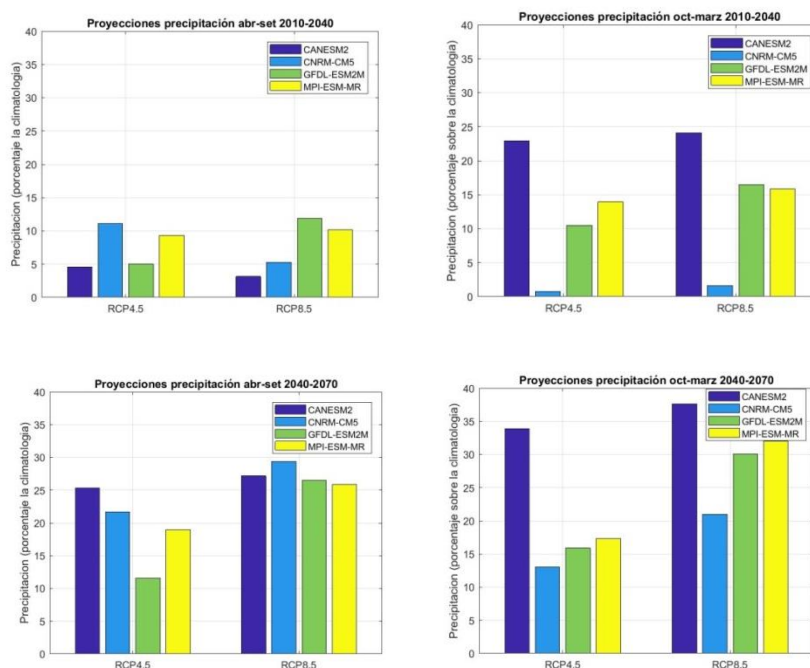 Proyecciones precipitación abr-set 2010-2040
Precipitación (porcentaje la climatologia)
40
35
30
25
20
15
10
5
0
CANESM2
CNRM-CM5
GFDL-ESM2M
MPI-ESM-MR
RCP4.5
RCP8.5
Proyecciones precipitación oct-marz 2010-2040
Precipitacion (porcentaje sobre la climatologia)
40
35
30
25
20
15
10
5
0
CANESM2
CNRM-CM5
GFDL-ESM2M
MPI-ESM-MR
RCP4.5
RCP8.5
Proyecciones precipitación abr-set 2040-2070
Precipitacion (porcentaje la climatologia)
40
35
30
25
20
15
10
5
0
CANESM2
CNRM-CM5
GFDL-ESM2M
MPI-ESM-MR
RCP4.5
RCP8.5
Proyecciones precipitación oct-marz 2040-2070
Precipitacion (porcentaje sobre la climatologia)
40
35
30
25
20
15
10
5
0
CANESM2
CNRM-CM5
GFDL-ESM2M
MPI-ESM-MR
RCP4.5
RCP8.5